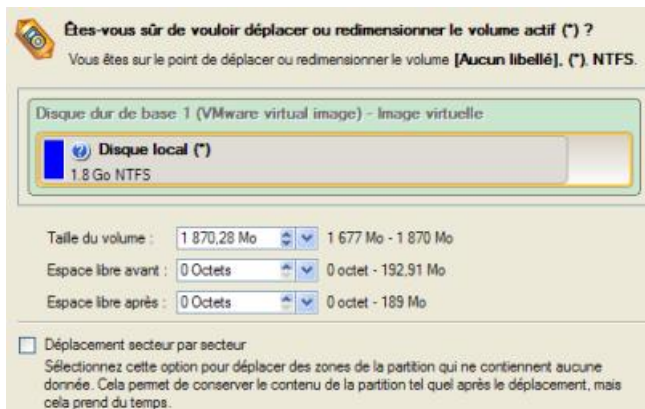 Êtes-vous sûr de vouloir déplacer ou redimensionner le volume actif (*) ?
Vous êtes sur le point de déplacer ou redimensionner le volume [Aucun libellé], (*), NTFS.
Disque dur de base 1 (VMware virtual image) - Image virtuelle
Disque local (*)
1.8 Go NTFS
Taille du volume : 1 870,28 Mo 1 677 Mo - 1 870 Mo
Espace libre avant : 0 Octets 0 octet - 192,91 Mo
Espace libre après : 0 Octets 0 octet - 189 Mo
Déplacement secteur par secteur
Sélectionnez cette option pour déplacer des zones de la partition qui ne contiennent aucune
donnée. Cela permet de conserver le contenu de la partition tel quel après le déplacement, mais
cela prend du temps.